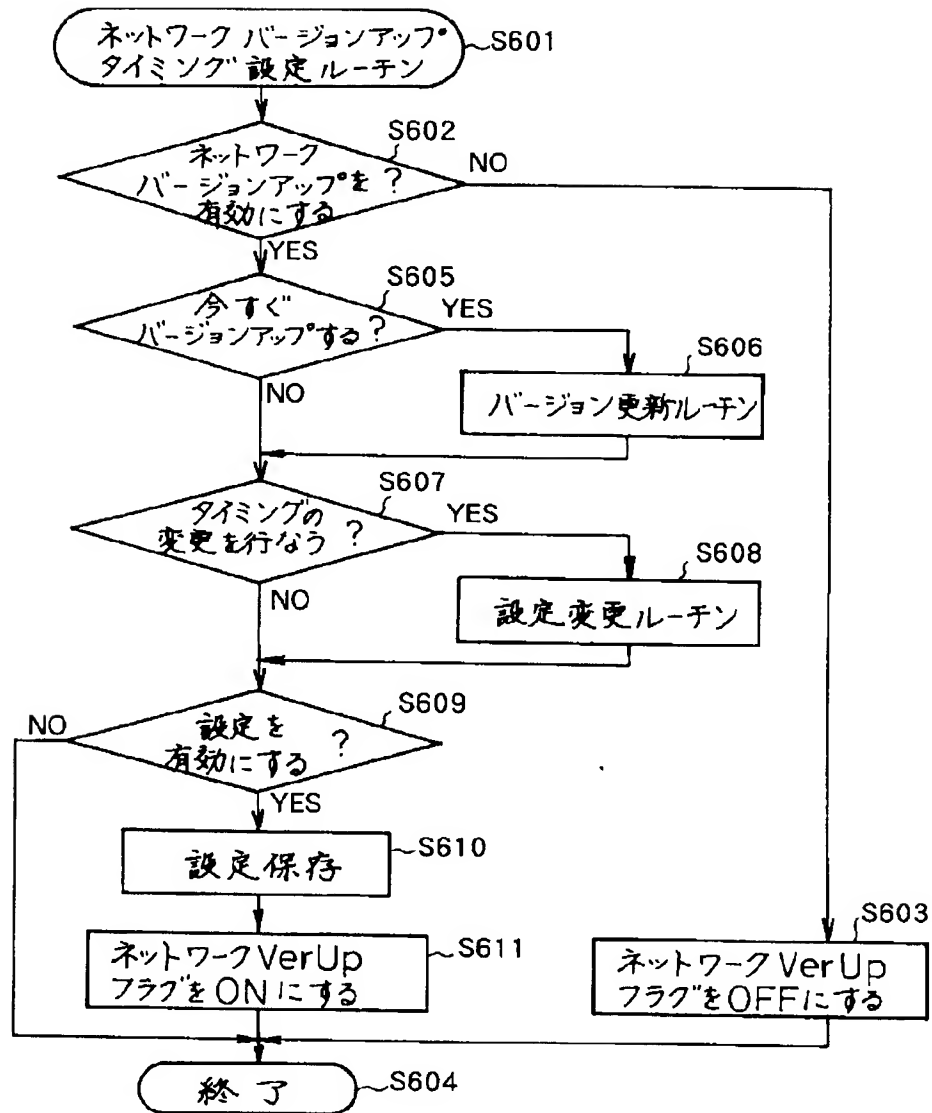 ネットワーク バージョンアップ
タイミング 設定 ルーチン
S601
S602
ネットワーク
バージョンアップを
有効にする
?
NO
YES
S605
今すぐ
バージョンアップする?
YES
NO
S606
バージョン更新ルーチン
S607
タイミングの
変更を行なう
?
YES
NO
S608
設定変更ルーチン
S609
設定を
有効にする
?
NO
YES
設定保存
S610
ネットワークVerUp
フラグをONにする
S611
S603
ネットワークVerUp
フラグをOFFにする
終了
S604